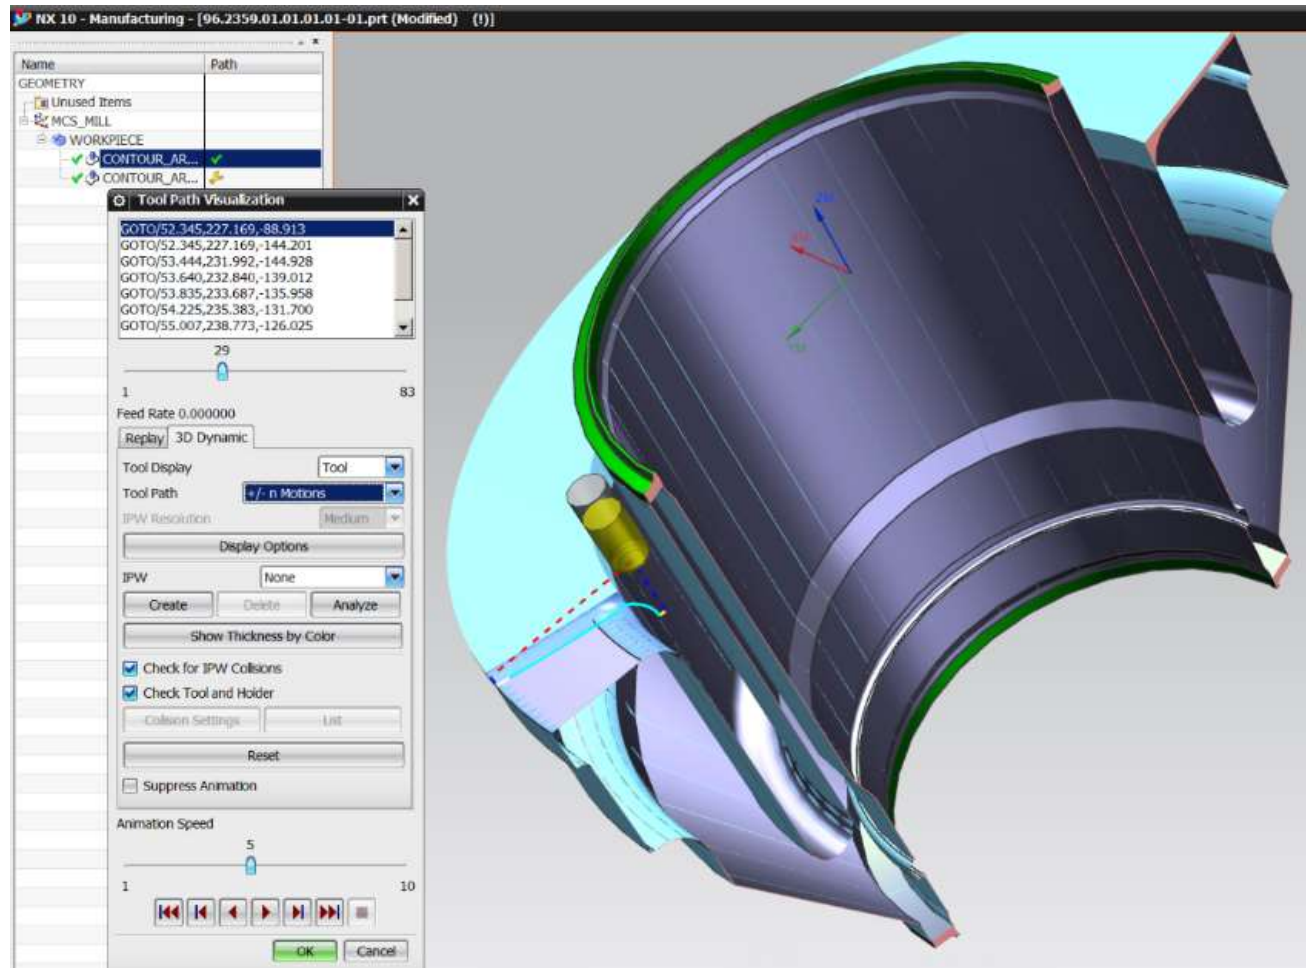 NX 10 - Manufacturing - [96.2359.01.01.01.01-01.prt (Modified) (!)]
Name Path
GEOMETRY
Unused Items
MCS_MILL
WORKPIECE
CONTOUR_AR...
CONTOUR_AR...
Tool Path Visualization
GOTO/52.345,227.169,-88.913
GOTO/52.345,227.169,-144.201
GOTO/53.444,231.992,-144.928
GOTO/53.640,232.840,-139.012
GOTO/53.835,233.687,-135.958
GOTO/54.225,235.383,-131.700
GOTO/55.007,238.773,-126.025
29
1 83
Feed Rate 0.000000
Replay 3D Dynamic
Tool Display Tool
Tool Path +/- n Motions
IPW Resolution Medium
Display Options
IPW None
Create Delete Analyze
Show Thickness by Color
Check for IPW Collisions
Check Tool and Holder
Collision Settings List
Reset
Suppress Animation
Animation Speed
5
1 10
OK Cancel